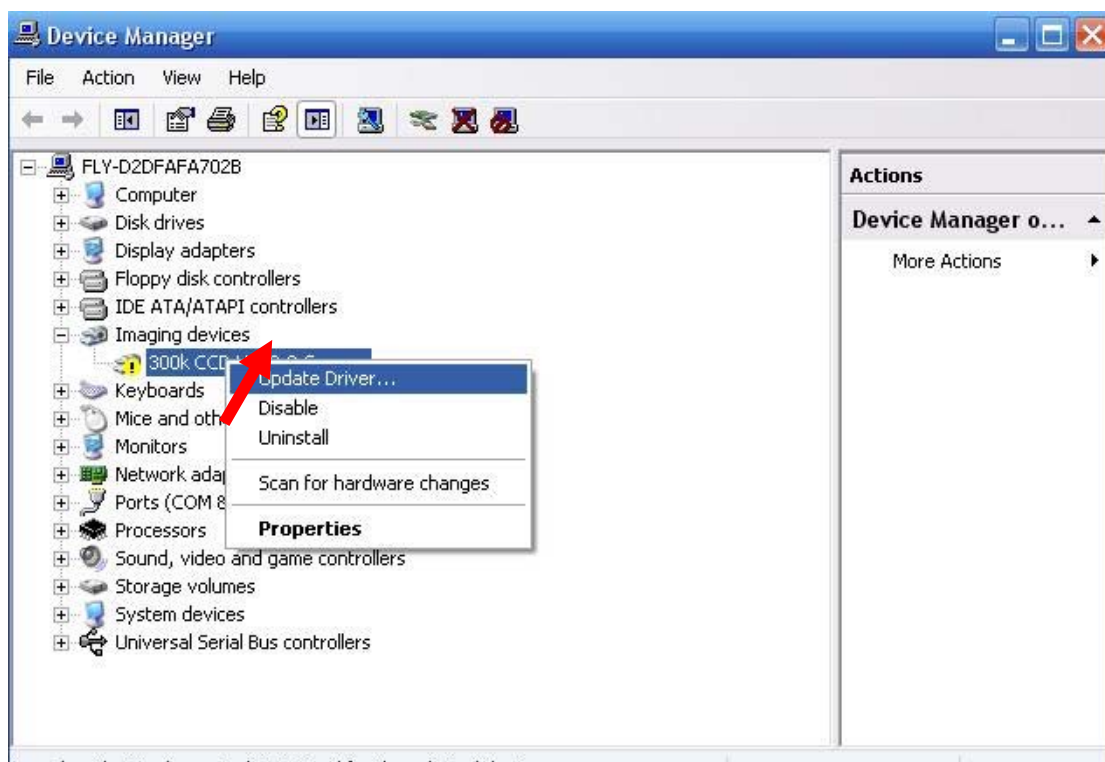 Device Manager
File Action View Help
FLY-D2DFAFA702B
Computer
Disk drives
Display adapters
Floppy disk controllers
IDE ATA/ATAPI controllers
Imaging devices
300k CCD
Keyboards
Mice and oth
Monitors
Network ada
Ports (COM &
Processors
Sound, video and game controllers
Storage volumes
System devices
Universal Serial Bus controllers
Update Driver...
Disable
Uninstall
Scan for hardware changes
Properties
Actions
Device Manager o...
More Actions